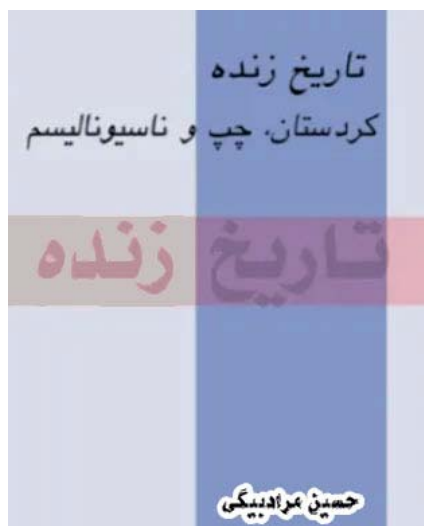 تاریخ زنده
کردستان، چپ و ناسیونالیسم
تاریخ زنده
حسین مرادبیگی